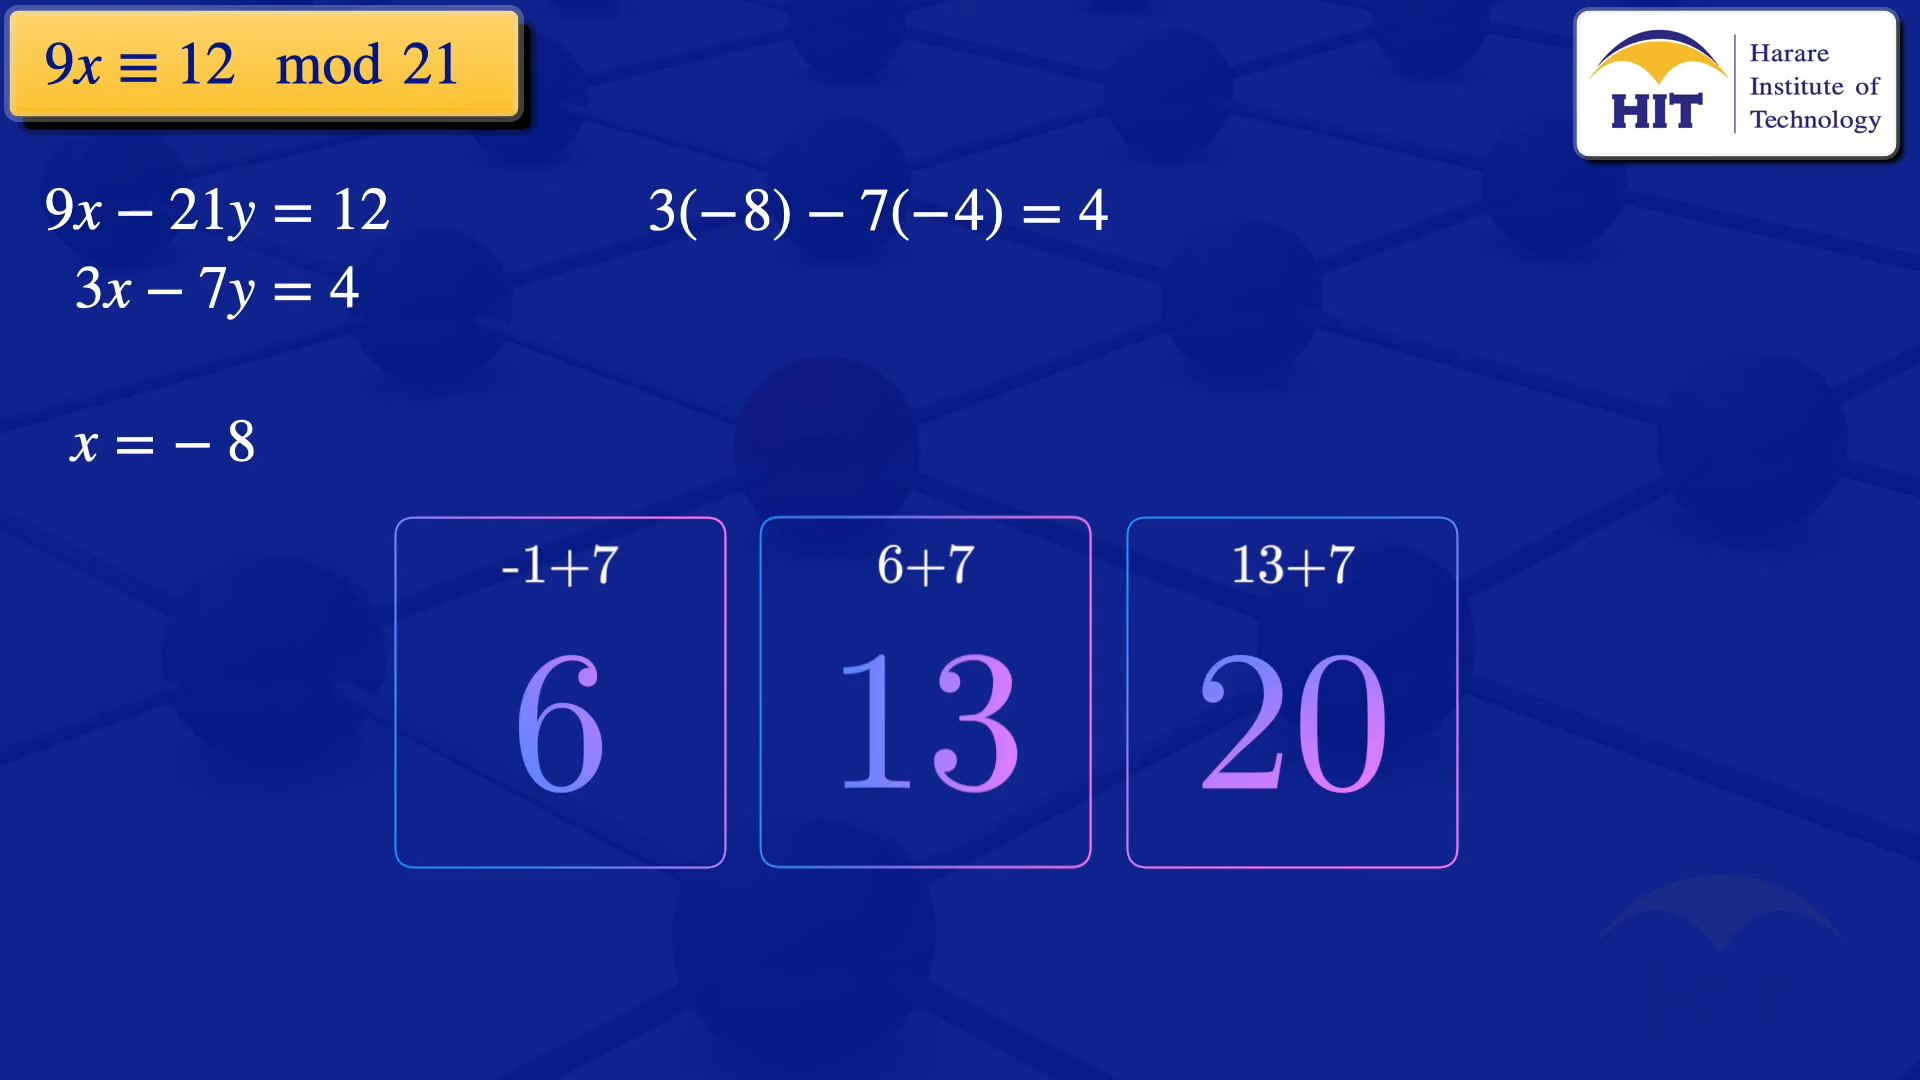 9x ≡ 12 mod 21
HIT
Harare
Institute of
Technology
9x − 21y = 12
3(−8) − 7(−4) = 4
3x − 7y = 4
x = − 8
-1+7
6+7
13+7
6
13
20